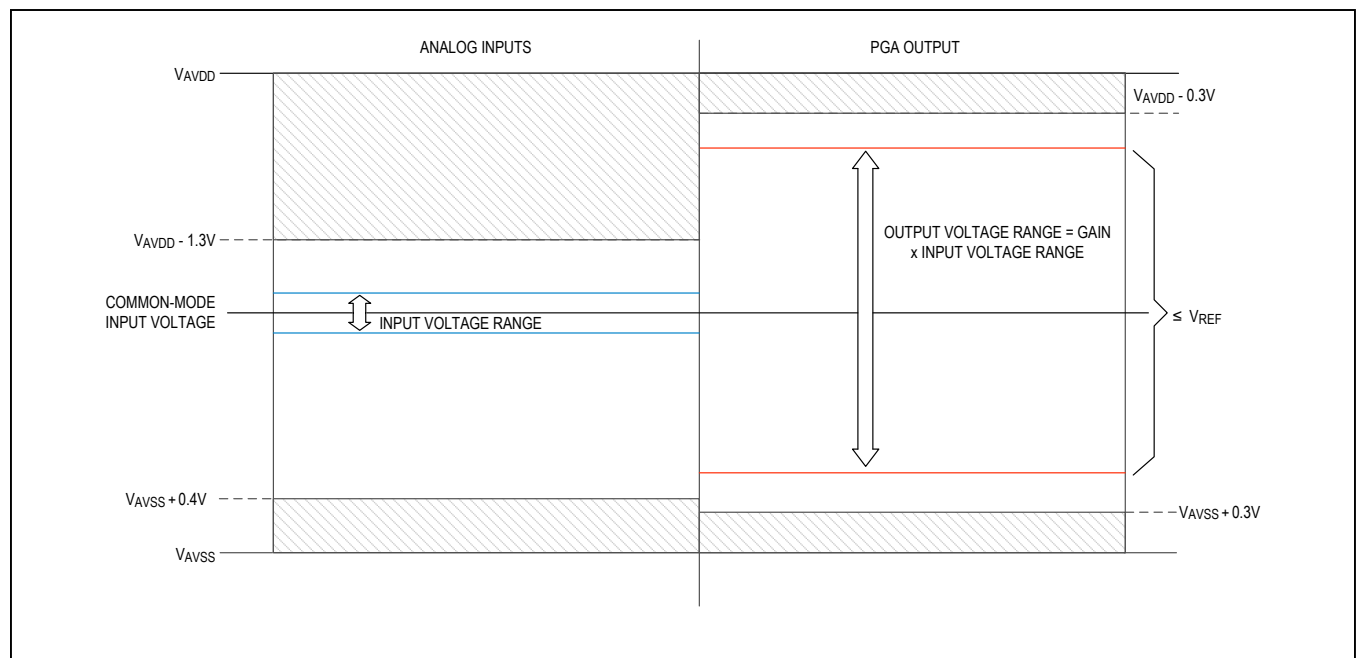 ANALOG INPUTS
PGA OUTPUT
VAVDD
VAVDD - 0.3V
VAVDD - 1.3V
OUTPUT VOLTAGE RANGE = GAIN
x INPUT VOLTAGE RANGE
COMMON-MODE
INPUT VOLTAGE
INPUT VOLTAGE RANGE
≤ VREF
VAVSS + 0.4V
VAVSS + 0.3V
VAVSS